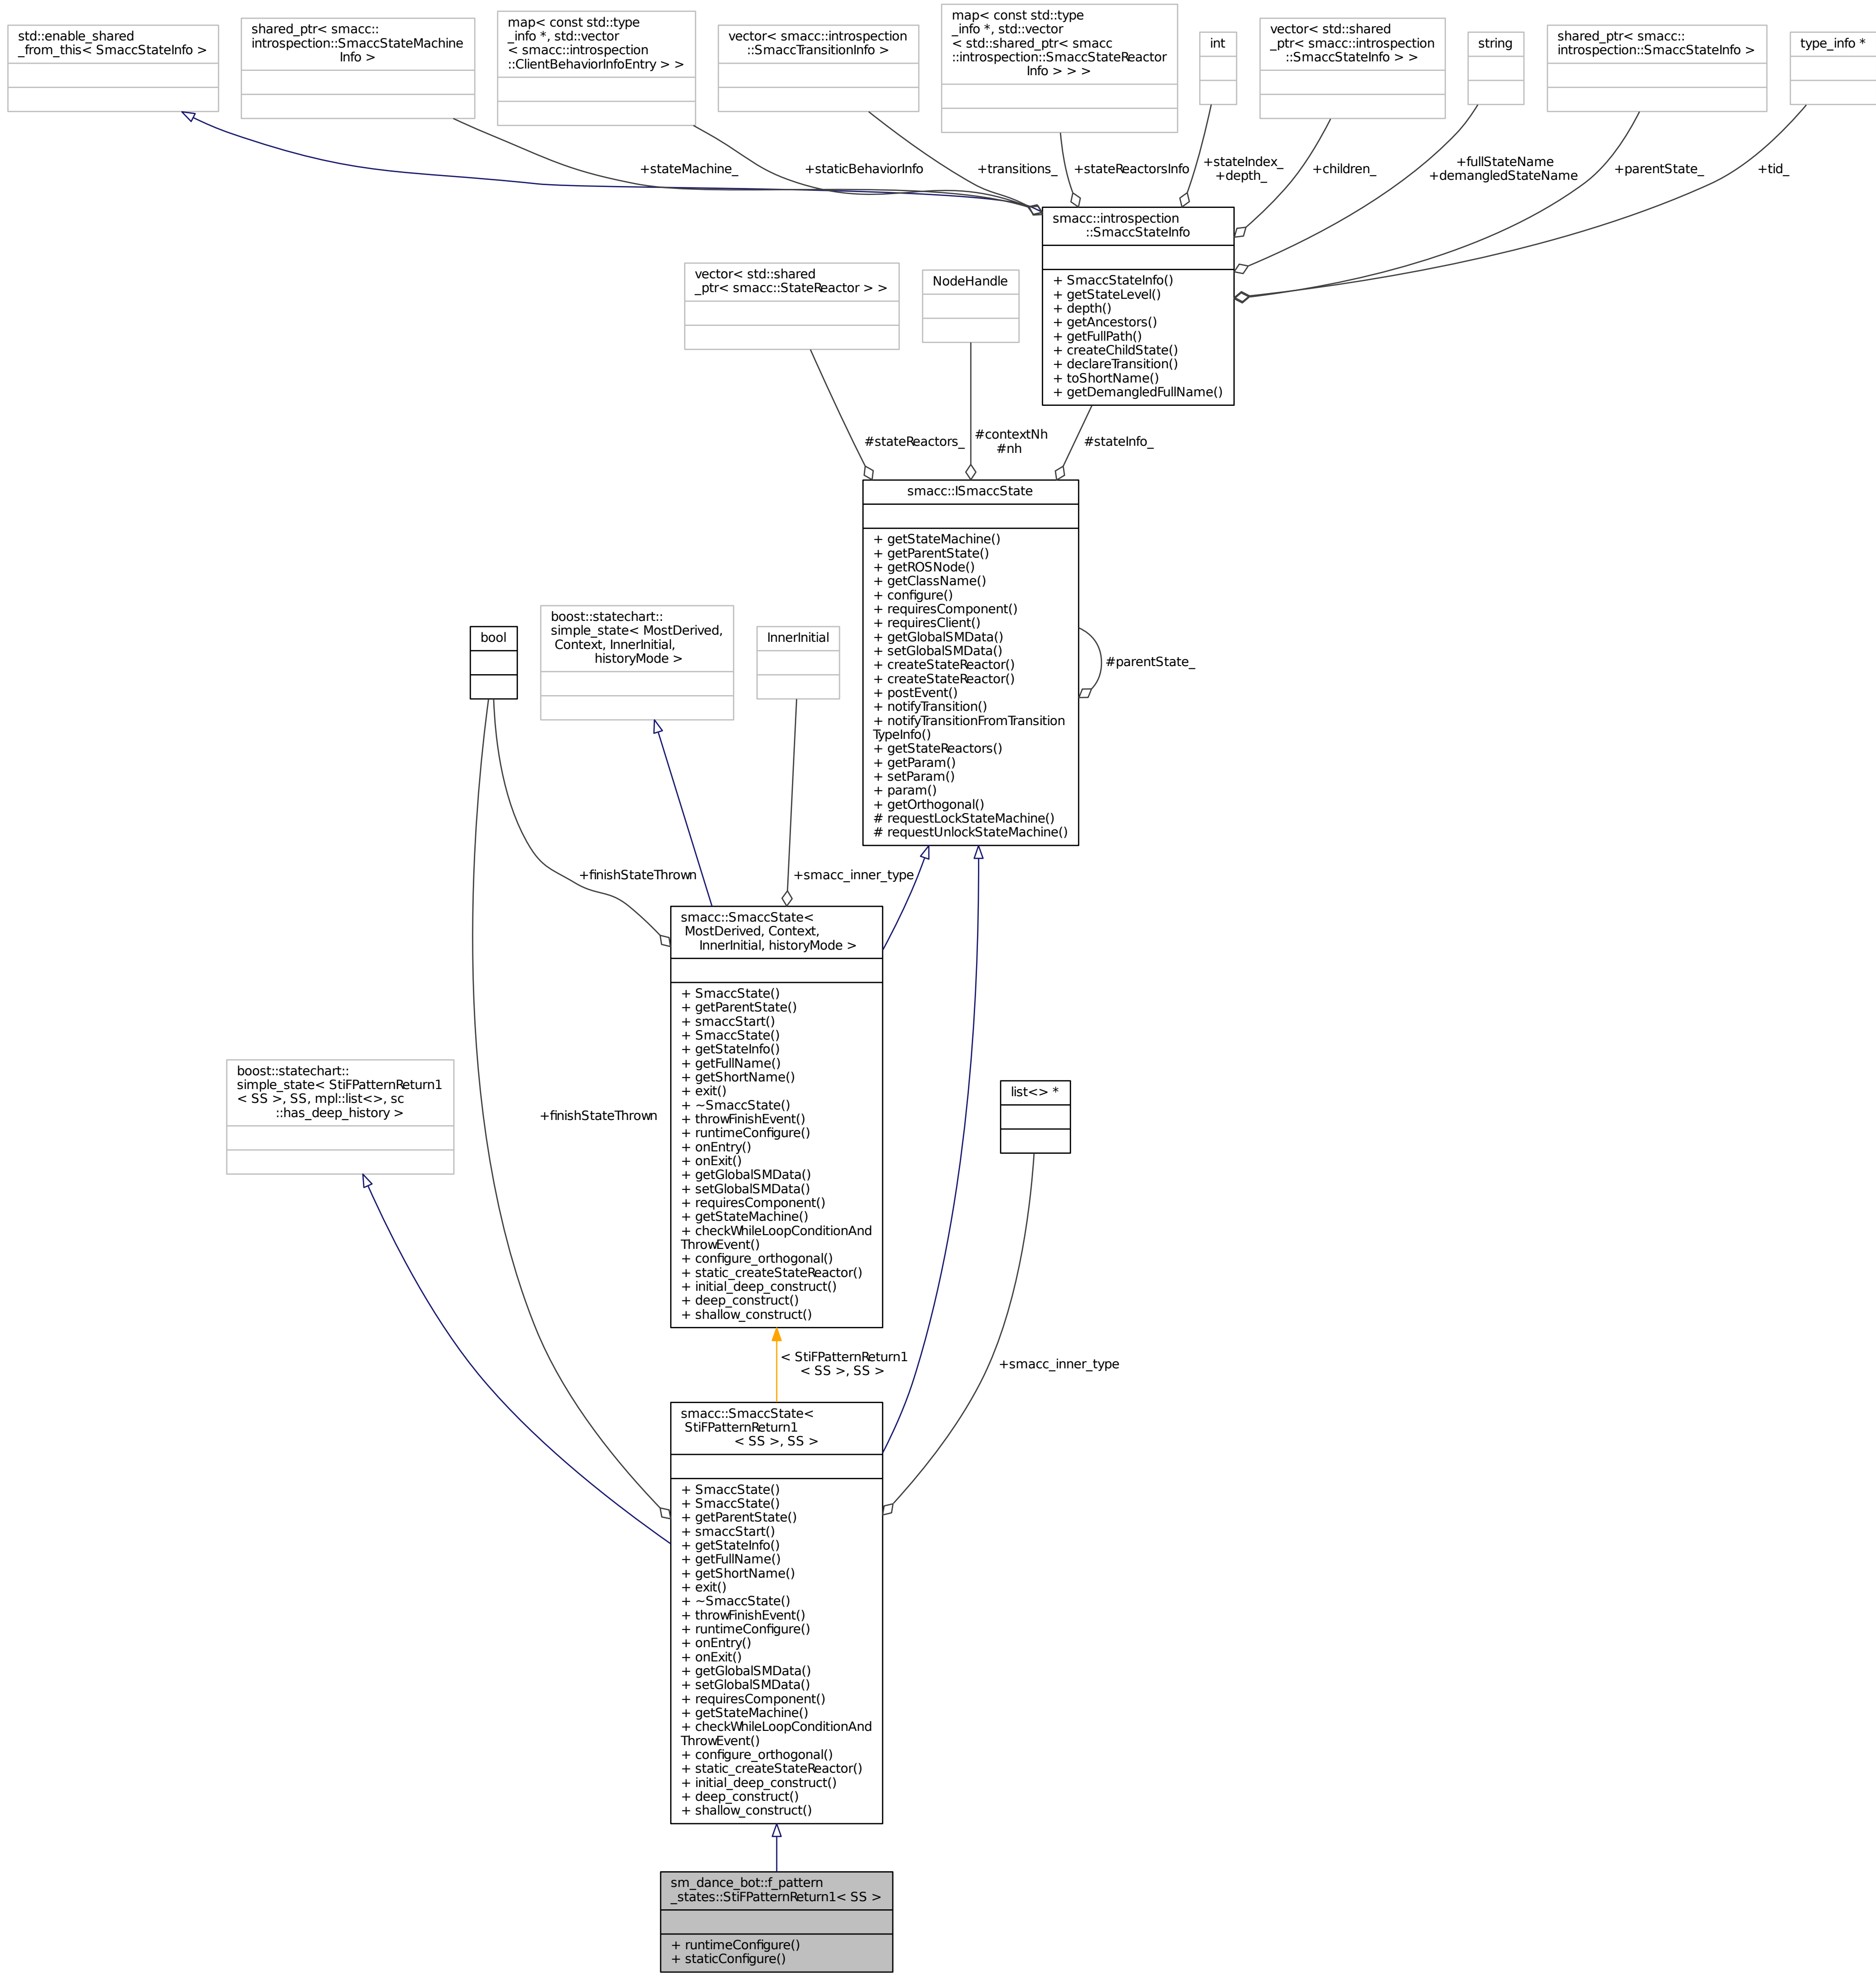 std::enable_shared
_from_this< SmaccStateInfo >
shared_ptr< smacc::
introspection::SmaccStateMachine
Info >
map< const std::type
_info *, std::vector
< smacc::introspection
::ClientBehaviorInfoEntry > >
vector< smacc::introspection
::SmaccTransitionInfo >
map< const std::type
_info *, std::vector
< std::shared_ptr< smacc
::introspection::SmaccStateReactor
Info > > >
int
vector< std::shared
_ptr< smacc::introspection
::SmaccStateInfo > >
string
shared_ptr< smacc::
introspection::SmaccStateInfo >
type_info *
+stateMachine_
+staticBehaviorInfo
+transitions_
+stateReactorsInfo
+stateIndex_
+depth_
+children_
+fullStateName
+demangledStateName
+parentState_
+tid_
smacc::introspection
::SmaccStateInfo
+ SmaccStateInfo()
+ getStateLevel()
+ depth()
+ getAncestors()
+ getFullPath()
+ createChildState()
+ declareTransition()
+ toShortName()
+ getDemangledFullName()
vector< std::shared
_ptr< smacc::StateReactor > >
NodeHandle
#stateReactors_
#contextNh
#nh
#stateInfo_
smacc::ISmaccState
+ getStateMachine()
+ getParentState()
+ getROSNode()
+ getClassName()
+ configure()
+ requiresComponent()
+ requiresClient()
+ getGlobalSMData()
+ setGlobalSMData()
+ createStateReactor()
+ createStateReactor()
+ postEvent()
+ notifyTransition()
+ notifyTransitionFromTransition
TypeInfo()
+ getStateReactors()
+ getParam()
+ setParam()
+ param()
+ getOrthogonal()
# requestLockStateMachine()
# requestUnlockStateMachine()
#parentState_
bool
boost::statechart::
simple_state< MostDerived,
Context, InnerInitial,
historyMode >
InnerInitial
+finishStateThrown
+smacc_inner_type
smacc::SmaccState<
MostDerived, Context,
InnerInitial, historyMode >
+ SmaccState()
+ getParentState()
+ smaccStart()
+ SmaccState()
+ getStateInfo()
+ getFullName()
+ getShortName()
+ exit()
+ ~SmaccState()
+ throwFinishEvent()
+ runtimeConfigure()
+ onEntry()
+ onExit()
+ getGlobalSMData()
+ setGlobalSMData()
+ requiresComponent()
+ getStateMachine()
+ checkWhileLoopConditionAnd
ThrowEvent()
+ configure_orthogonal()
+ static_createStateReactor()
+ initial_deep_construct()
+ deep_construct()
+ shallow_construct()
boost::statechart::
simple_state< StiFPatternReturn1
< SS >, SS, mpl::list<>, sc
::has_deep_history >
+finishStateThrown
list<> *
< StiFPatternReturn1
< SS >, SS >
+smacc_inner_type
smacc::SmaccState<
StiFPatternReturn1
< SS >, SS >
+ SmaccState()
+ SmaccState()
+ getParentState()
+ smaccStart()
+ getStateInfo()
+ getFullName()
+ getShortName()
+ exit()
+ ~SmaccState()
+ throwFinishEvent()
+ runtimeConfigure()
+ onEntry()
+ onExit()
+ getGlobalSMData()
+ setGlobalSMData()
+ requiresComponent()
+ getStateMachine()
+ checkWhileLoopConditionAnd
ThrowEvent()
+ configure_orthogonal()
+ static_createStateReactor()
+ initial_deep_construct()
+ deep_construct()
+ shallow_construct()
sm_dance_bot::f_pattern
_states::StiFPatternReturn1< SS >
+ runtimeConfigure()
+ staticConfigure()